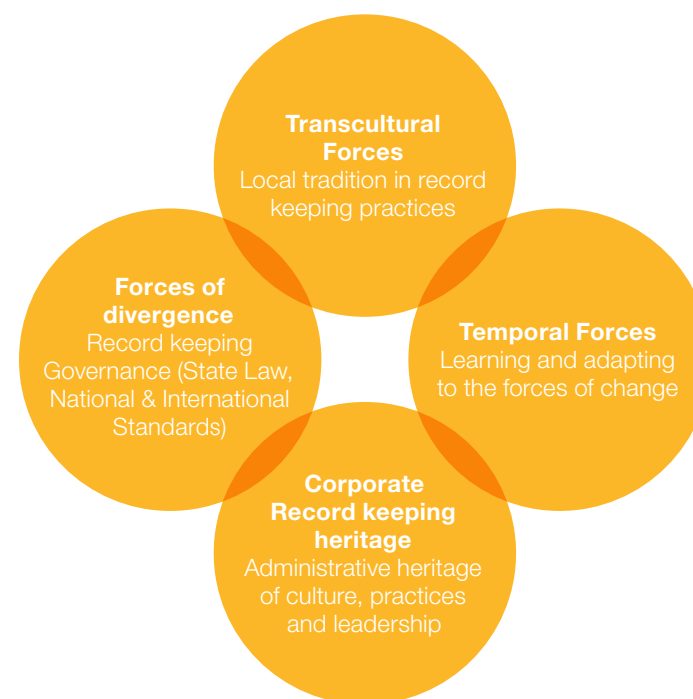 Transcultural
Forces
Local tradition in record
keeping practices
Forces of
divergence
Record keeping
Governance (State Law,
National & International
Standards)
Temporal Forces
Learning and adapting
to the forces of change
Corporate
Record keeping
heritage
Administrative heritage
of culture, practices
and leadership